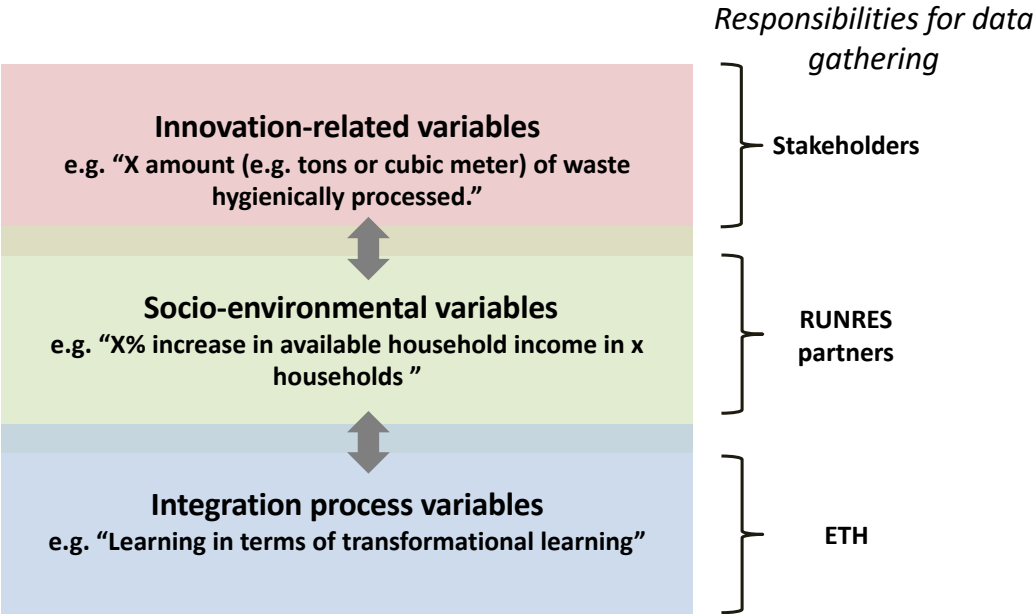 Responsibilities for data
gathering
Innovation-related variables
e.g. “X amount (e.g. tons or cubic meter) of waste
hygienically processed.”
Stakeholders
Socio-environmental variables
e.g. “X% increase in available household income in x
households ”
RUNRES
partners
Integration process variables
e.g. “Learning in terms of transformational learning”
ETH